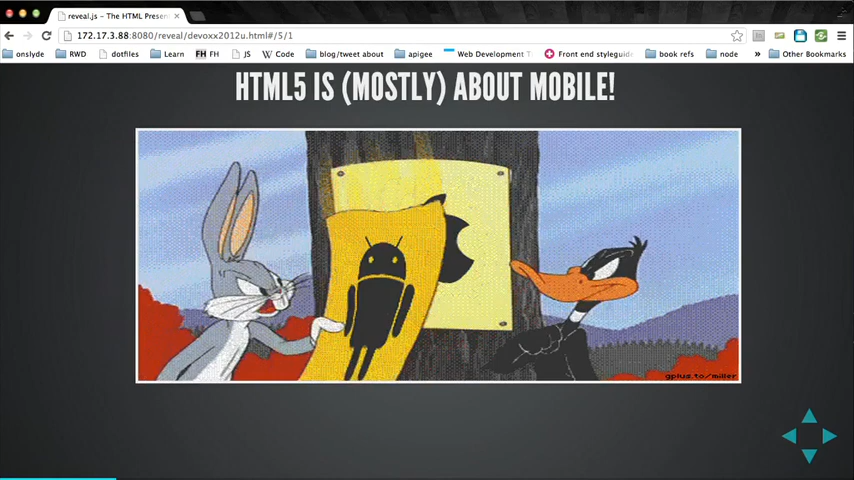 reveal.js – The HTML Presen
172.17.3.88:8080/reveal/devoxx2012u.html#/5/1
onslyde RWD dotfiles Learn FH FH JS Code blog/tweet about apigee Web Development T Front end styleguid book refs node » Other Bookmarks
HTML5 IS (MOSTLY) ABOUT MOBILE!
gplus.to/miller